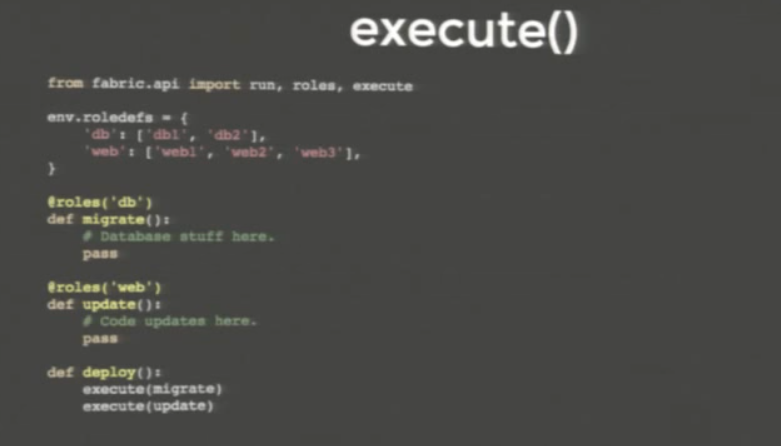 execute()
from fabric.api import run, roles, execute
env.roledefs = {
    'db': ['db1', 'db2'],
    'web': ['web1', 'web2', 'web3'],
}
@roles('db')
def migrate():
    # Database stuff here.
    pass
@roles('web')
def update():
    # Code updates here.
    pass
def deploy():
    execute(migrate)
    execute(update)